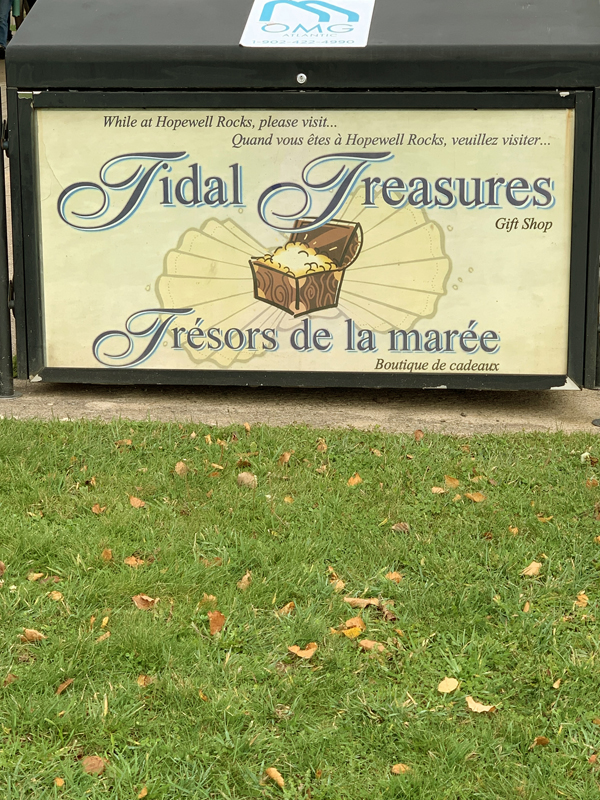 OMG
ATLANTIC
1-902-422-4990
While at Hopewell Rocks, please visit...
Quand vous êtes à Hopewell Rocks, veuillez visiter...
Tidal Treasures
Gift Shop
Trésors de la marée
Boutique de cadeaux